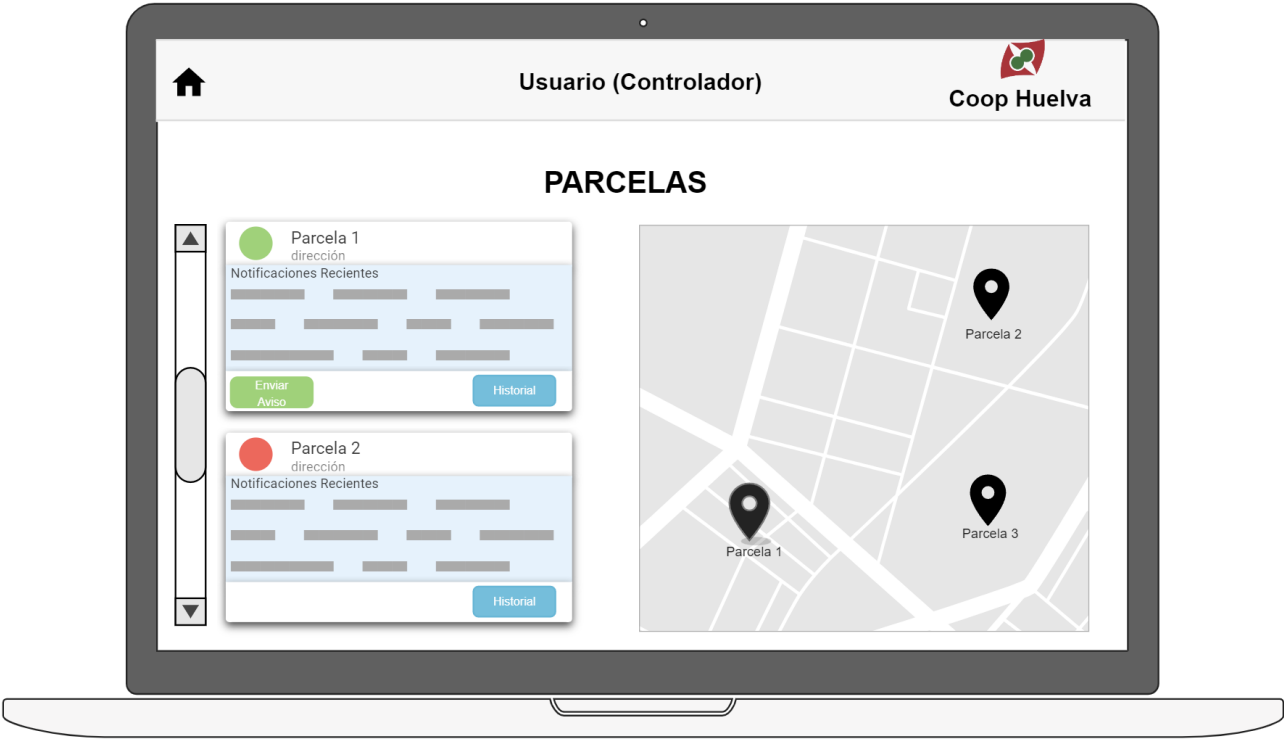 Usuario (Controlador)
Coop Huelva
PARCELAS
Parcela 1
dirección
Notificaciones Recientes
Enviar
Aviso
Historial
Parcela 2
dirección
Notificaciones Recientes
Historial
Parcela 2
Parcela 3
Parcela 1